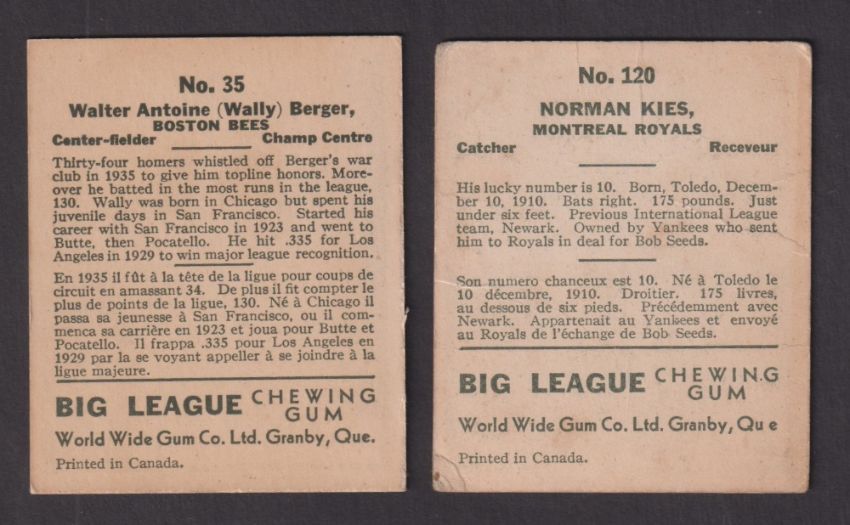 No. 35
Walter Antoine (Wally) Berger,
BOSTON BEES
Center-fielder Champ Centre
Thirty-four homers whistled off Berger's war
club in 1935 to give him topline honors. More-
over he batted in the most runs in the league,
130. Wally was born in Chicago but spent his
juvenile days in San Francisco. Started his
career with San Francisco in 1923 and went to
Butte, then Pocatello. He hit .335 for Los
Angeles in 1929 to win major league recognition.
En 1935 il fût à la tête de la ligue pour coups de
circuit en amassant 34. De plus il fit compter le
plus de points de la ligue, 130. Né à Chicago il
passa sa jeunesse à San Francisco, ou il com-
menca sa carrière en 1923 et joua pour Butte et
Pocatello. Il frappa .335 pour Los Angeles en
1929 par la se voyant appeller à se joindre à la
ligue majeure.
BIG LEAGUE CHEWING
GUM
World Wide Gum Co. Ltd. Granby, Que.
Printed in Canada.
No. 120
NORMAN KIES,
MONTREAL ROYALS
Catcher Receveur
His lucky number is 10. Born, Toledo, Decem-
ber 10, 1910. Bats right. 175 pounds. Just
under six feet. Previous International League
team, Newark. Owned by Yankees who sent
him to Royals in deal for Bob Seeds.
Son numero chanceux est 10. Né à Toledo le
10 décembre, 1910. Droitier. 175 livres,
au dessous de six pieds. Précédemment avec
Newark. Appartenait au Yankees et envoyé
au Royals de l'échange de Bob Seeds.
BIG LEAGUE CHEWING
GUM
World Wide Gum Co. Ltd. Granby, Qu e
Printed in Canada.